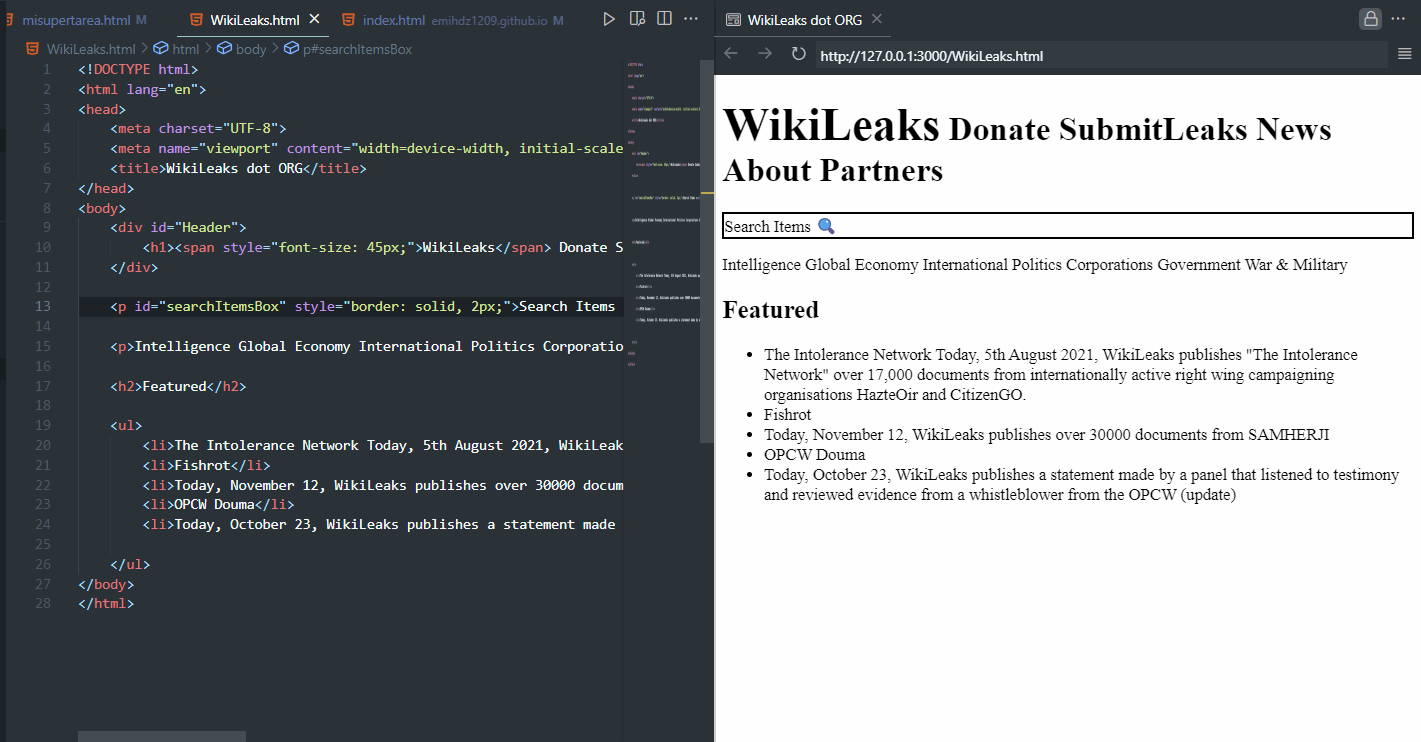 misupertarea.html M
WikiLeaks.html
index.html emihdz1209.github.io M
WikiLeaks.html > html > body > p#searchItemsBox
1 <!DOCTYPE html>
2 <html lang="en">
3 <head>
4 <meta charset="UTF-8">
5 <meta name="viewport" content="width=device-width, initial-scale
6 <title>WikiLeaks dot ORG</title>
7 </head>
8 <body>
9 <div id="Header">
10 <h1><span style="font-size: 45px;">WikiLeaks</span> Donate S
11 </div>
12
13 <p id="searchItemsBox" style="border: solid, 2px;">Search Items
14
15 <p>Intelligence Global Economy International Politics Corporatio
16
17 <h2>Featured</h2>
18
19 <ul>
20 <li>The Intolerance Network Today, 5th August 2021, WikiLeak
21 <li>Fishrot</li>
22 <li>Today, November 12, WikiLeaks publishes over 30000 docum
23 <li>OPCW Douma</li>
24 <li>Today, October 23, WikiLeaks publishes a statement made
25
26 </ul>
27 </body>
28 </html>
WikiLeaks dot ORG
http://127.0.0.1:3000/WikiLeaks.html
WikiLeaks Donate SubmitLeaks News
About Partners
Search Items 🔍
Intelligence Global Economy International Politics Corporations Government War & Military
Featured
• The Intolerance Network Today, 5th August 2021, WikiLeaks publishes "The Intolerance
Network" over 17,000 documents from internationally active right wing campaigning
organisations HazteOir and CitizenGO.
• Fishrot
• Today, November 12, WikiLeaks publishes over 30000 documents from SAMHERJI
• OPCW Douma
• Today, October 23, WikiLeaks publishes a statement made by a panel that listened to testimony
and reviewed evidence from a whistleblower from the OPCW (update)